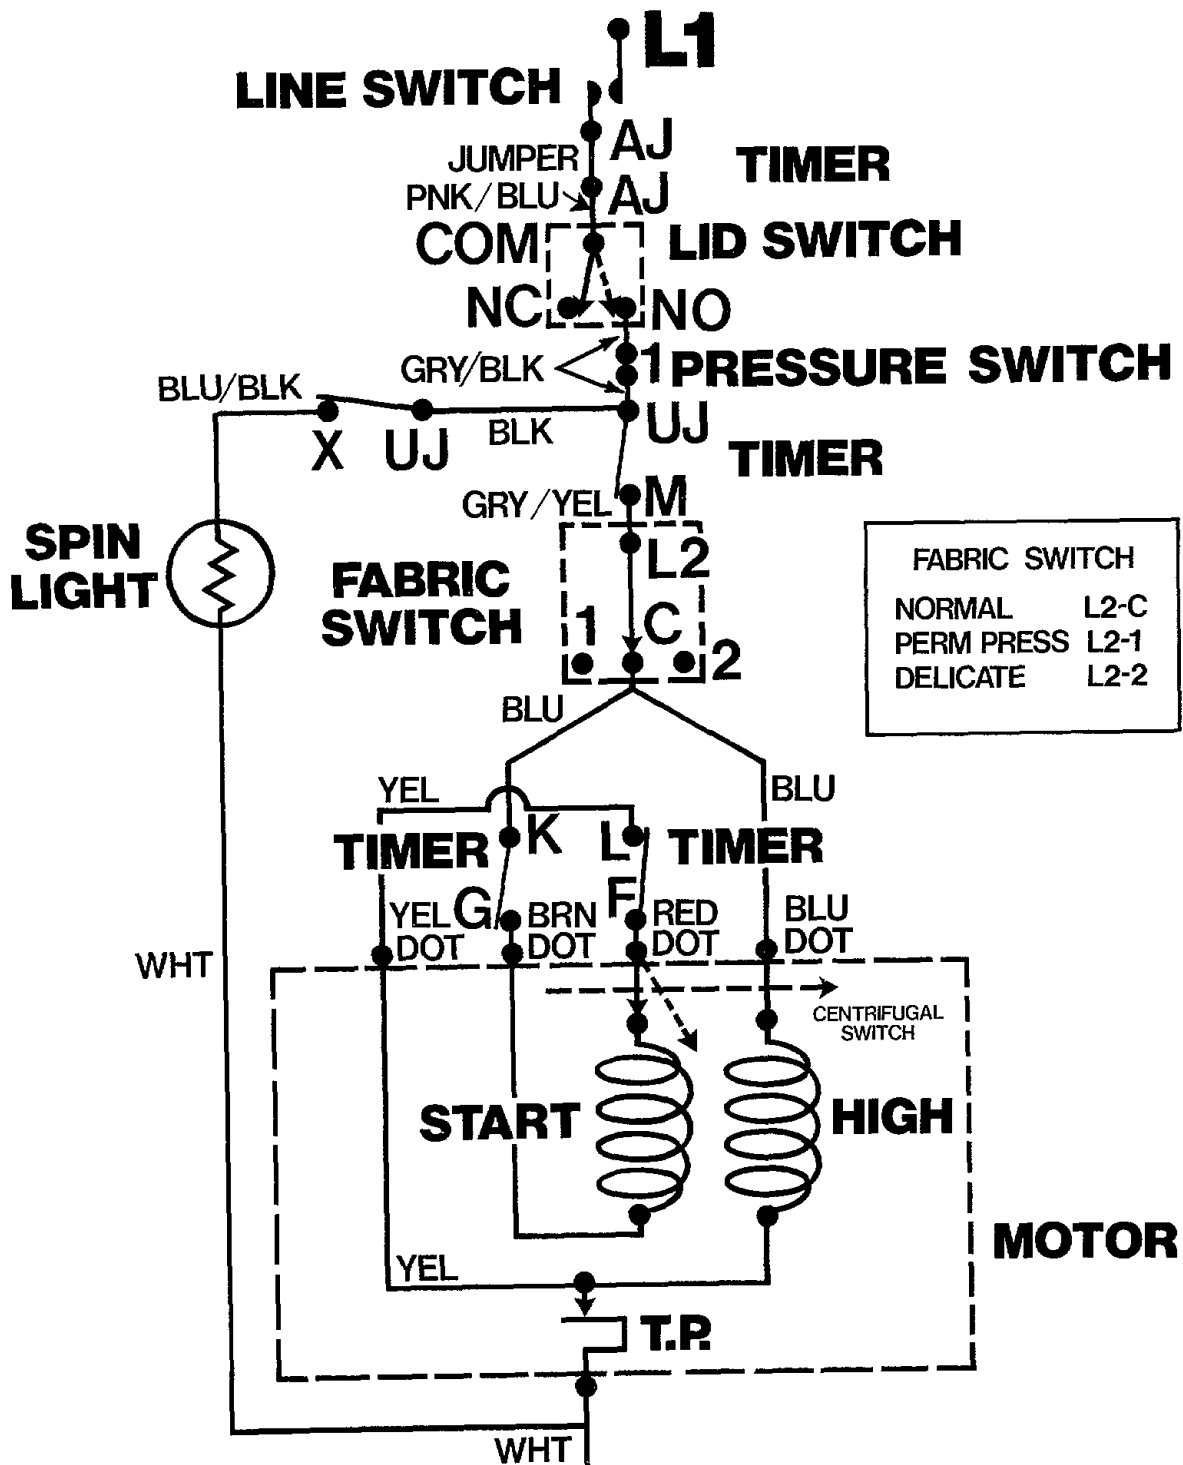 L1
LINE SWITCH
AJ
JUMPER
TIMER
PNK/BLU
AJ
COM
LID SWITCH
NC
NO
GRY/BLK
1
PRESSURE SWITCH
BLU/BLK
X
UJ
BLK
UJ
TIMER
GRY/YEL
M
SPIN
LIGHT
FABRIC
SWITCH
L2
1
C
2
FABRIC SWITCH
NORMAL L2-C
PERM PRESS L2-1
DELICATE L2-2
BLU
YEL
BLU
TIMER
K
L
TIMER
G
F
YEL
DOT
BRN
DOT
RED
DOT
BLU
DOT
WHT
CENTRIFUGAL
SWITCH
START
HIGH
MOTOR
YEL
T.P.
WHT